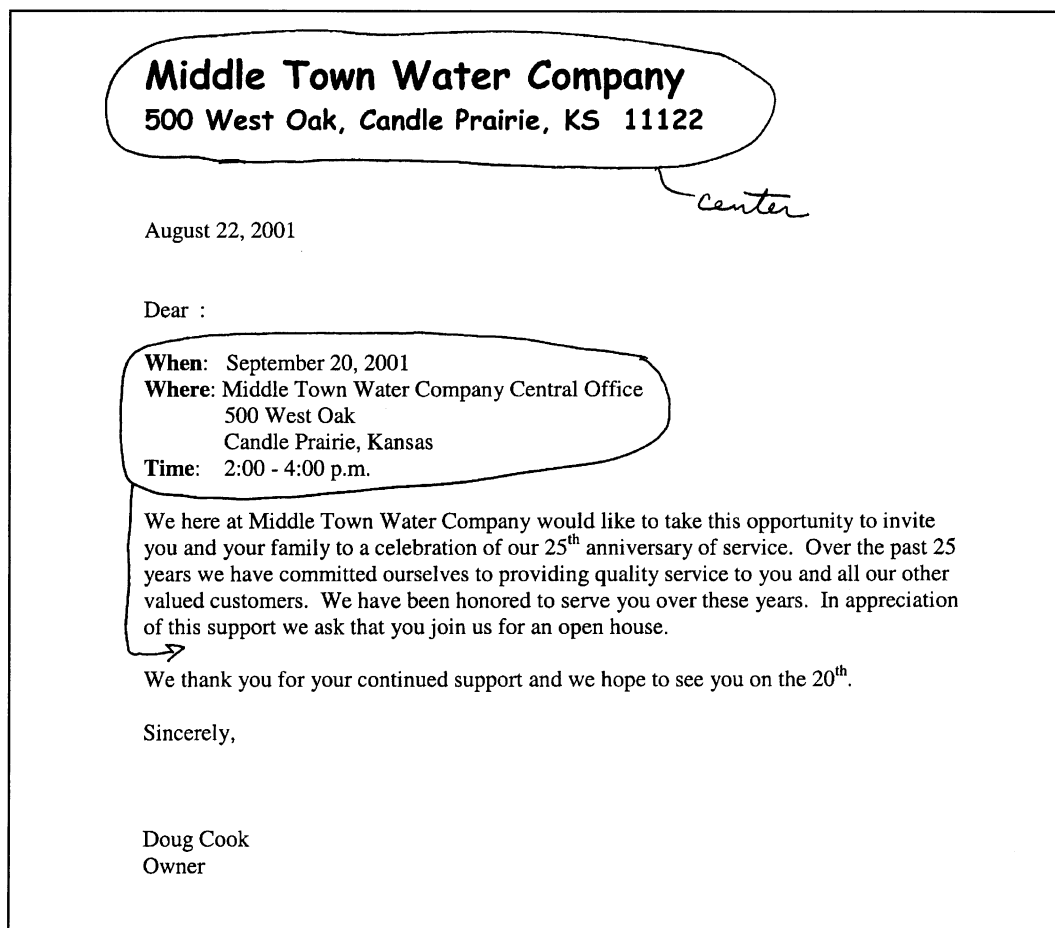 Middle Town Water Company
500 West Oak, Candle Prairie, KS 11122
center
August 22, 2001
Dear :
When: September 20, 2001
Where: Middle Town Water Company Central Office
500 West Oak
Candle Prairie, Kansas
Time: 2:00 - 4:00 p.m.
We here at Middle Town Water Company would like to take this opportunity to invite
you and your family to a celebration of our 25th anniversary of service. Over the past 25
years we have committed ourselves to providing quality service to you and all our other
valued customers. We have been honored to serve you over these years. In appreciation
of this support we ask that you join us for an open house.
We thank you for your continued support and we hope to see you on the 20th.
Sincerely,
Doug Cook
Owner